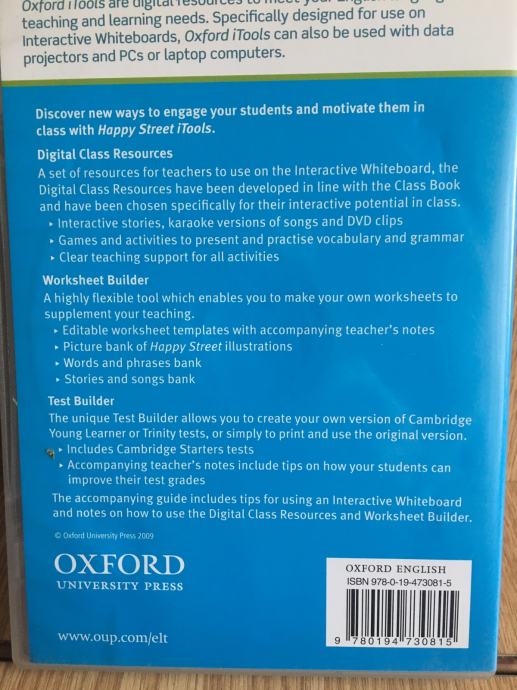 Oxford iTools are digital resources to meet your English language
teaching and learning needs. Specifically designed for use on
Interactive Whiteboards, Oxford iTools can also be used with data
projectors and PCs or laptop computers.
Discover new ways to engage your students and motivate them in
class with Happy Street iTools.
Digital Class Resources
A set of resources for teachers to use on the Interactive Whiteboard, the
Digital Class Resources have been developed in line with the Class Book
and have been chosen specifically for their interactive potential in class.
▸ Interactive stories, karaoke versions of songs and DVD clips
▸ Games and activities to present and practise vocabulary and grammar
▸ Clear teaching support for all activities
Worksheet Builder
A highly flexible tool which enables you to make your own worksheets to
supplement your teaching.
▸ Editable worksheet templates with accompanying teacher's notes
▸ Picture bank of Happy Street illustrations
▸ Words and phrases bank
▸ Stories and songs bank
Test Builder
The unique Test Builder allows you to create your own version of Cambridge
Young Learner or Trinity tests, or simply to print and use the original version.
▸ Includes Cambridge Starters tests
▸ Accompanying teacher's notes include tips on how your students can
improve their test grades
The accompanying guide includes tips for using an Interactive Whiteboard
and notes on how to use the Digital Class Resources and Worksheet Builder.
© Oxford University Press 2009
OXFORD
UNIVERSITY PRESS
www.oup.com/elt
OXFORD ENGLISH
ISBN 978-0-19-473081-5
9 780194 730815